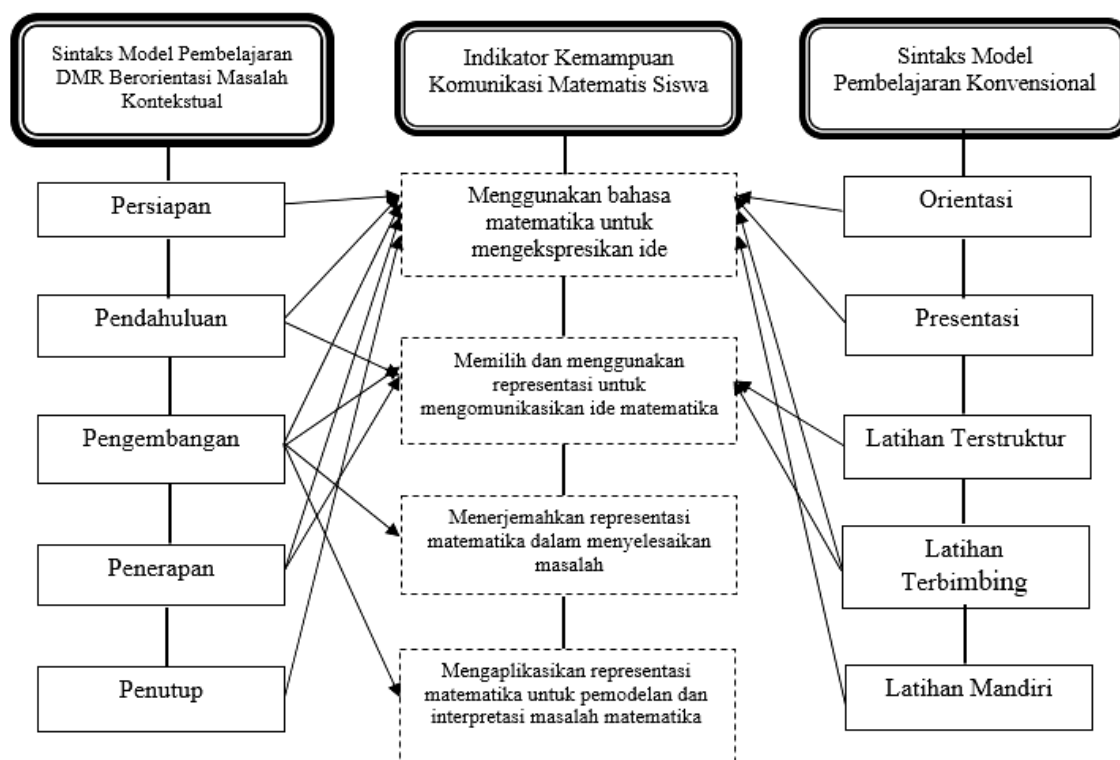 Sintaks Model Pembelajaran
DMR Berorientasi Masalah
Kontekstual
Indikator Kemampuan
Komunikasi Matematis Siswa
Sintaks Model
Pembelajaran Konvensional
Persiapan
Pendahuluan
Pengembangan
Penerapan
Penutup
Menggunakan bahasa
matematika untuk
mengekspresikan ide
Memilih dan menggunakan
representasi untuk
mengomunikasikan ide matematika
Menerjemahkan representasi
matematika dalam menyelesaikan
masalah
Mengaplikasikan representasi
matematika untuk pemodelan dan
interpretasi masalah matematika
Orientasi
Presentasi
Latihan Terstruktur
Latihan
Terbimbing
Latihan Mandiri